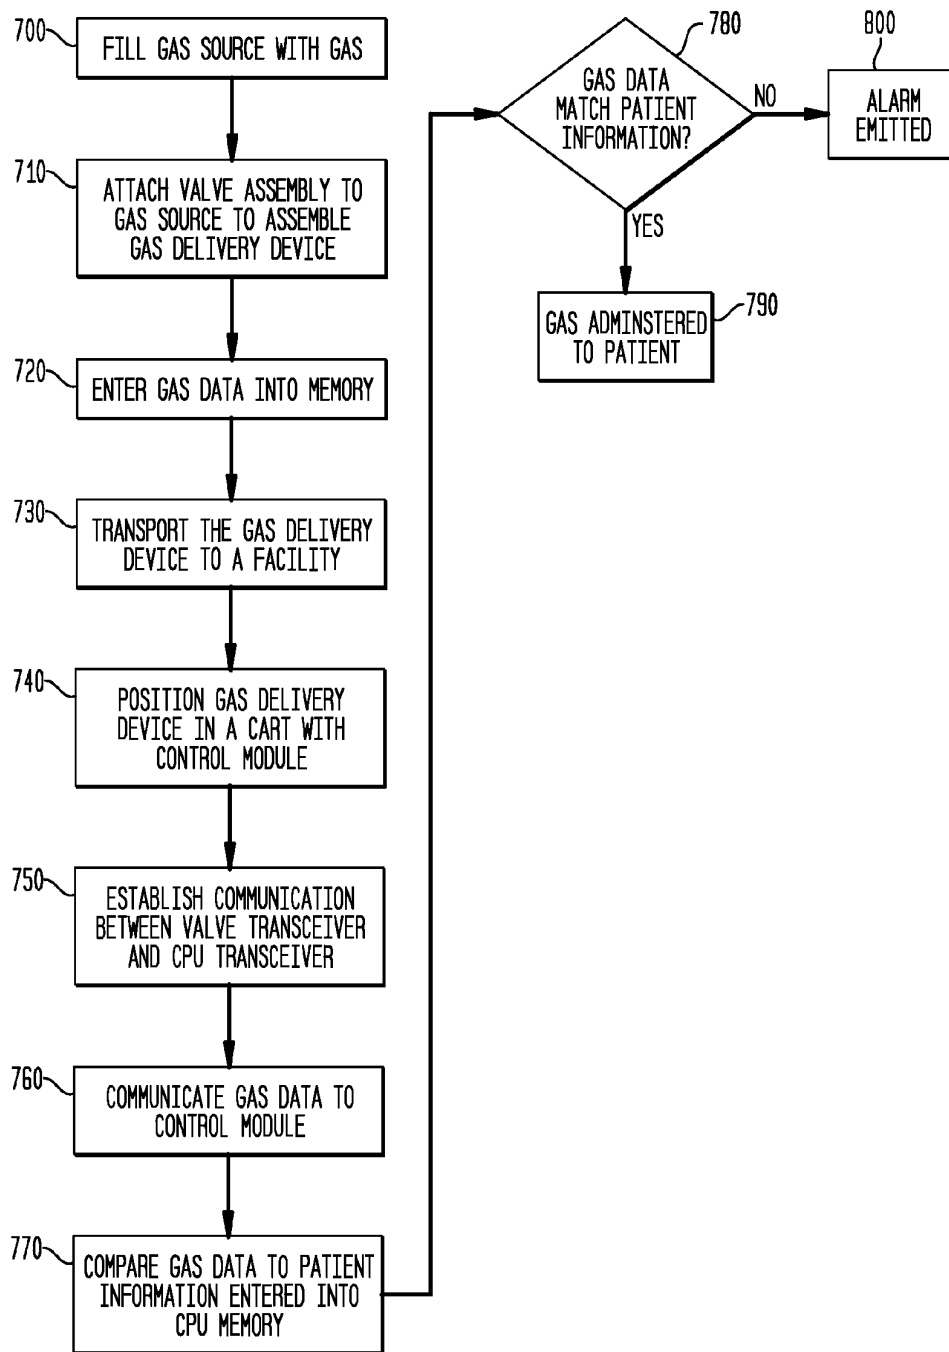 700
FILL GAS SOURCE WITH GAS
710
ATTACH VALVE ASSEMBLY TO
GAS SOURCE TO ASSEMBLE
GAS DELIVERY DEVICE
720
ENTER GAS DATA INTO MEMORY
730
TRANSPORT THE GAS DELIVERY
DEVICE TO A FACILITY
740
POSITION GAS DELIVERY
DEVICE IN A CART WITH
CONTROL MODULE
750
ESTABLISH COMMUNICATION
BETWEEN VALVE TRANSCEIVER
AND CPU TRANSCEIVER
760
COMMUNICATE GAS DATA TO
CONTROL MODULE
770
COMPARE GAS DATA TO PATIENT
INFORMATION ENTERED INTO
CPU MEMORY
780
GAS DATA
MATCH PATIENT
INFORMATION?
NO
800
ALARM
EMITTED
YES
790
GAS ADMINSTERED
TO PATIENT